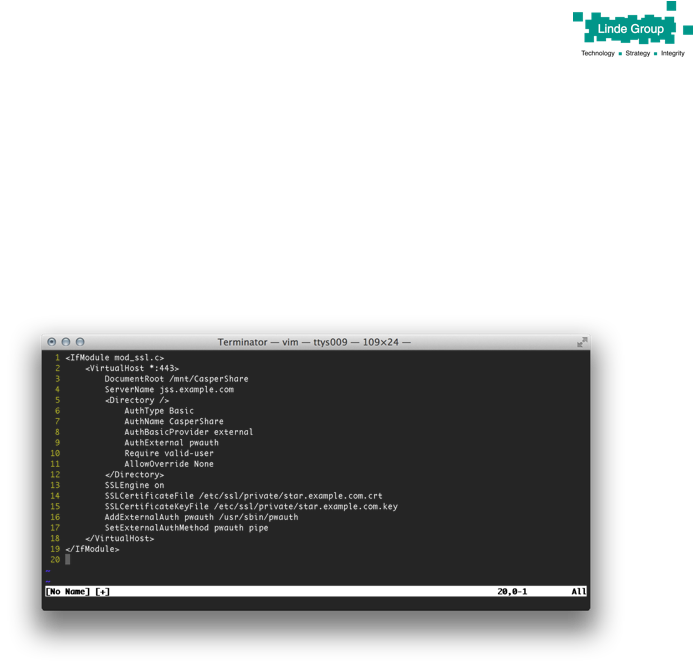 Linde Group
Technology ■ Strategy ■ Integrity
Terminator — vim — ttys009 — 109×24 —
1 <IfModule mod_ssl.c>
2     <VirtualHost *:443>
3         DocumentRoot /mnt/CasperShare
4         ServerName jss.example.com
5         <Directory />
6             AuthType Basic
7             AuthName CasperShare
8             AuthBasicProvider external
9             AuthExternal pwauth
10             Require valid-user
11             AllowOverride None
12         </Directory>
13         SSLEngine on
14         SSLCertificateFile /etc/ssl/private/star.example.com.crt
15         SSLCertificateKeyFile /etc/ssl/private/star.example.com.key
16         AddExternalAuth pwauth /usr/sbin/pwauth
17         SetExternalAuthMethod pwauth pipe
18     </VirtualHost>
19 </IfModule>
20
~
~
[No Name] [+] 20,0-1 All